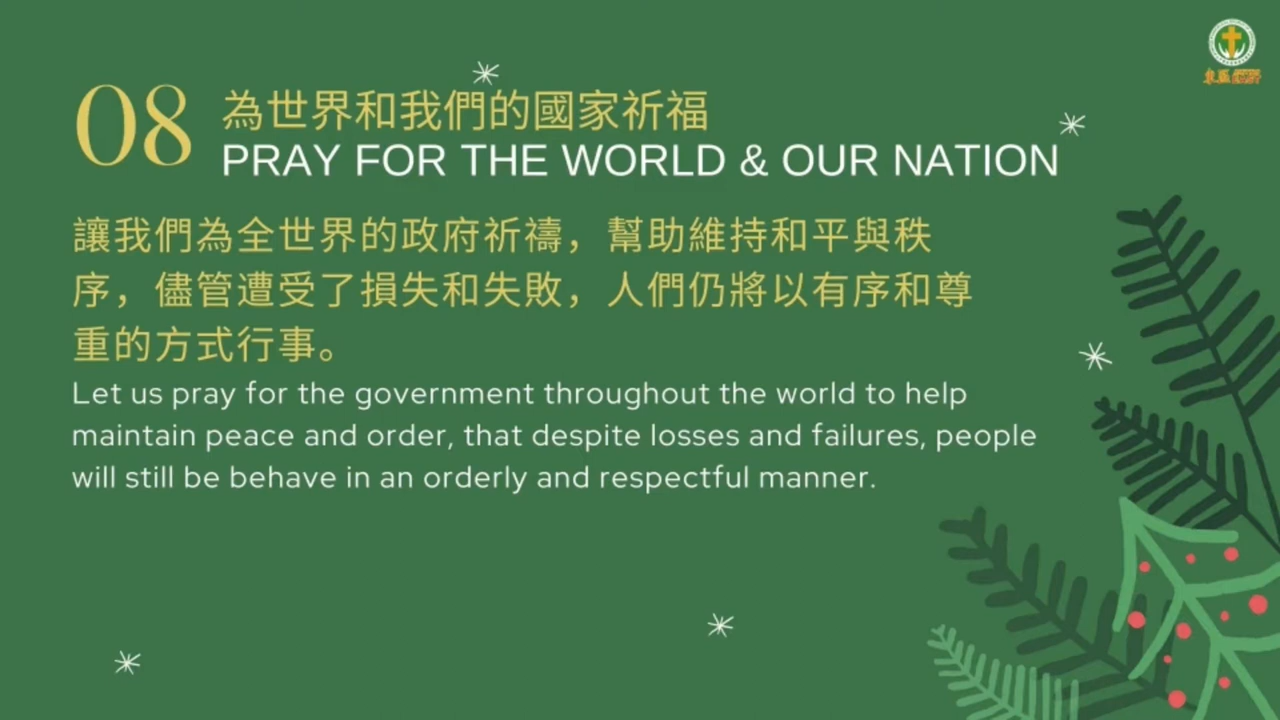 08
為世界和我們的國家祈福
PRAY FOR THE WORLD & OUR NATION
讓我們為全世界的政府祈禱，幫助維持和平與秩
序，儘管遭受了損失和失敗，人們仍將以有序和尊
重的方式行事。
Let us pray for the government throughout the world to help
maintain peace and order, that despite losses and failures, people
will still be behave in an orderly and respectful manner.